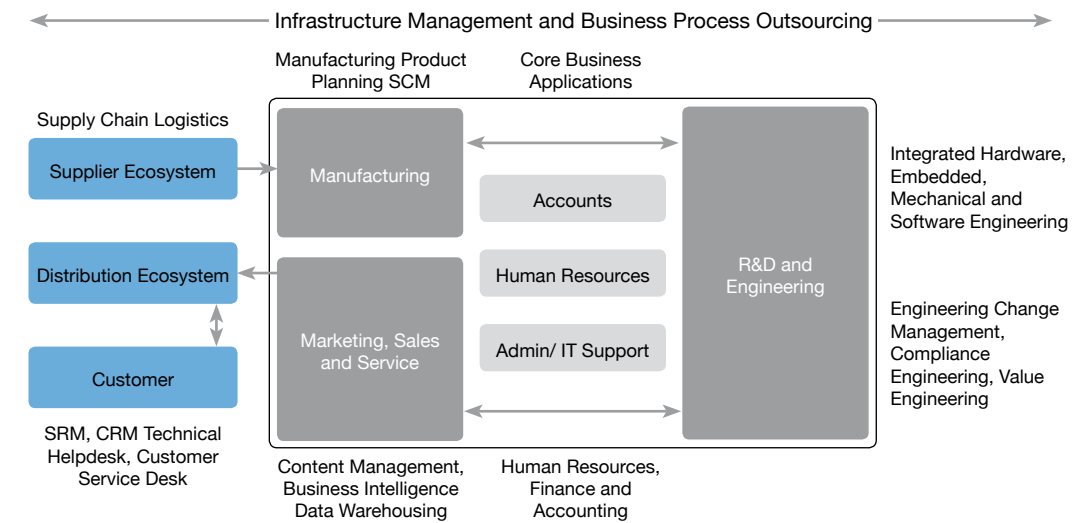 Infrastructure Management and Business Process Outsourcing
Manufacturing Product
Planning SCM
Core Business
Applications
Supply Chain Logistics
Supplier Ecosystem
Distribution Ecosystem
Customer
SRM, CRM Technical
Helpdesk, Customer
Service Desk
Manufacturing
Marketing, Sales
and Service
Accounts
Human Resources
Admin/ IT Support
R&D and
Engineering
Integrated Hardware,
Embedded,
Mechanical and
Software Engineering
Engineering Change
Management,
Compliance
Engineering, Value
Engineering
Content Management,
Business Intelligence
Data Warehousing
Human Resources,
Finance and
Accounting